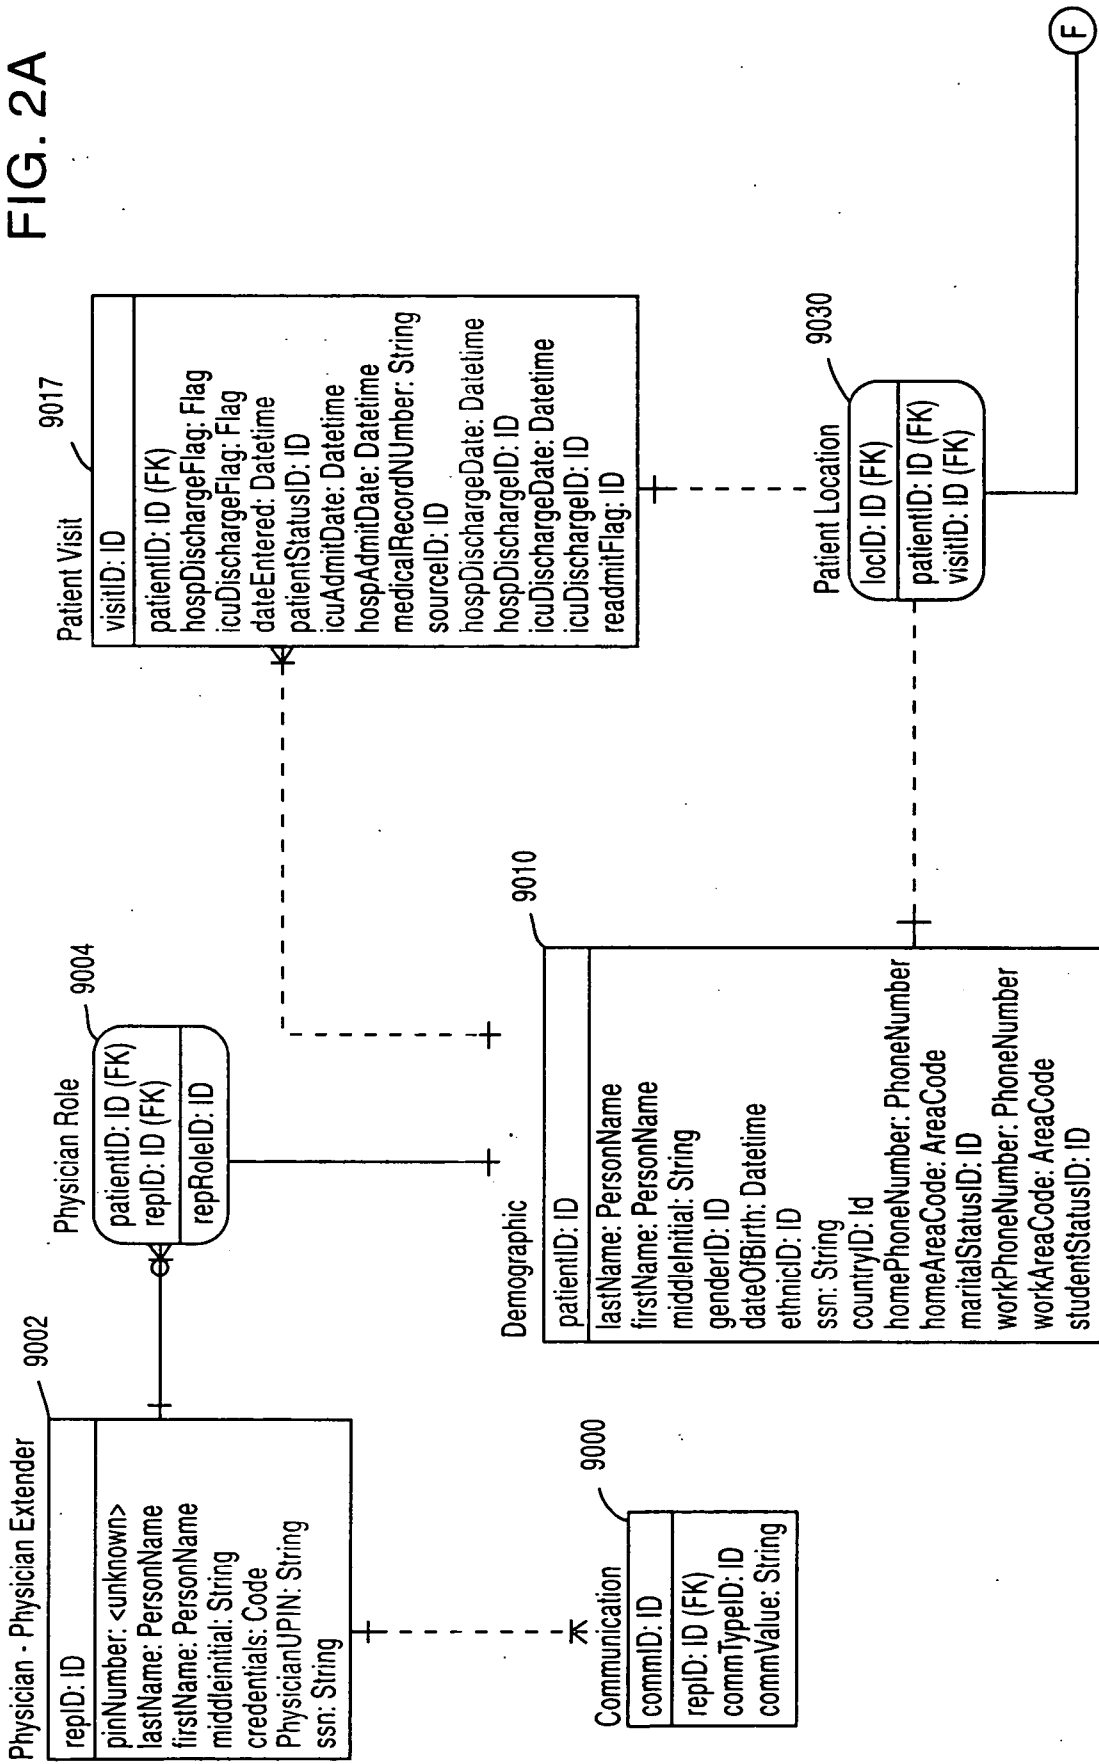 FIG. 2A
Physician - Physician Extender
9002
repID: ID
pinNumber: <unknown>
lastName: PersonName
firstName: PersonName
middleinitial: String
credentials: Code
PhysicianUPIN: String
ssn: String
Physician Role
9004
patientID: ID (FK)
repID: ID (FK)
repRoleID: ID
Patient Visit
9017
visitID: ID
patientID: ID (FK)
hospDischargeFlag: Flag
icuDischargeFlag: Flag
dateEntered: Datetime
patientStatusID: ID
icuAdmitDate: Datetime
hospAdmitDate: Datetime
medicalRecordNUmber: String
sourceID: ID
hospDischargeDate: Datetime
hospDischargeID: ID
icuDischargeDate: Datetime
icuDischargeID: ID
readmitFlag: ID
Communication
9000
commID: ID
repID: ID (FK)
commTypeID: ID
commValue: String
Demographic
9010
patientID: ID
lastName: PersonName
firstName: PersonName
middleInitial: String
genderID: ID
dateOfBirth: Datetime
ethnicID: ID
ssn: String
countryID: Id
homePhoneNumber: PhoneNumber
homeAreaCode: AreaCode
maritalStatusID: ID
workPhoneNumber: PhoneNumber
workAreaCode: AreaCode
studentStatusID: ID
Patient Location
9030
locID: ID (FK)
patientID: ID (FK)
visitID: ID (FK)
F